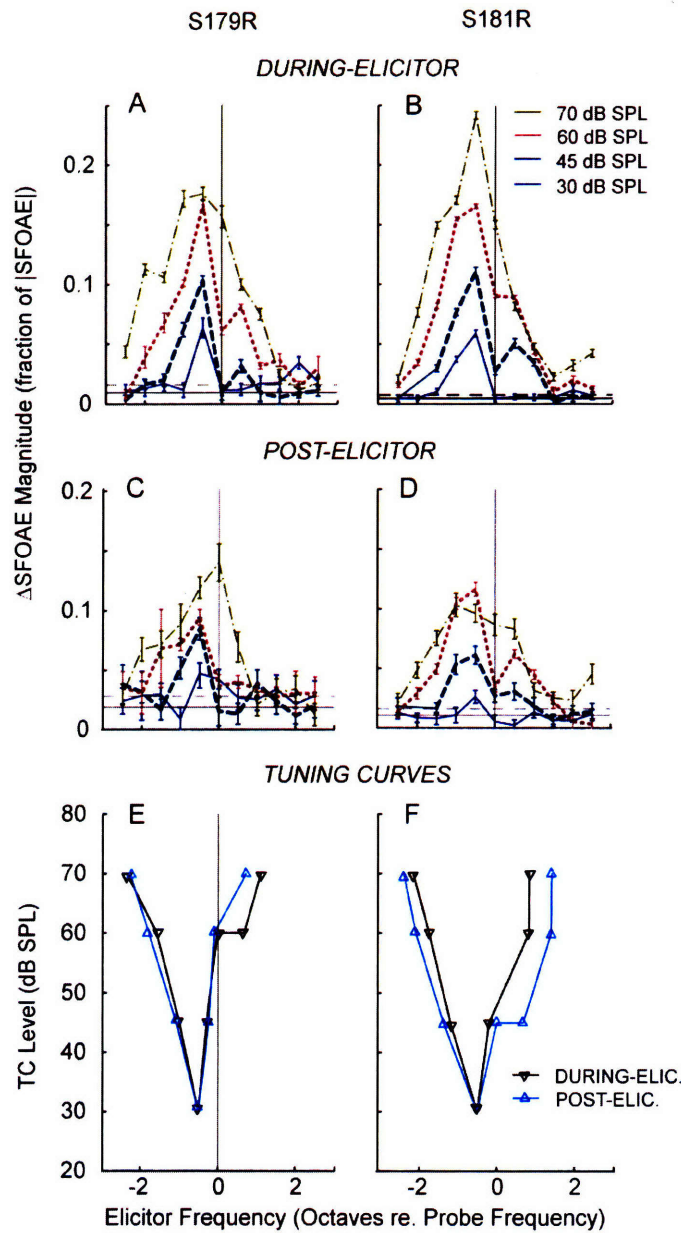 S179R S181R
DURING-ELICITOR
A B
70 dB SPL
60 dB SPL
45 dB SPL
30 dB SPL
0.2
0.1
0
ΔSFOAE Magnitude (fraction of |SFOAE|)
POST-ELICITOR
C D
0.2
0.1
0
TUNING CURVES
E F
80
70
60
50
40
30
20
TC Level (dB SPL)
DURING-ELIC.
POST-ELIC.
-2 0 2 -2 0 2
Elicitor Frequency (Octaves re. Probe Frequency)